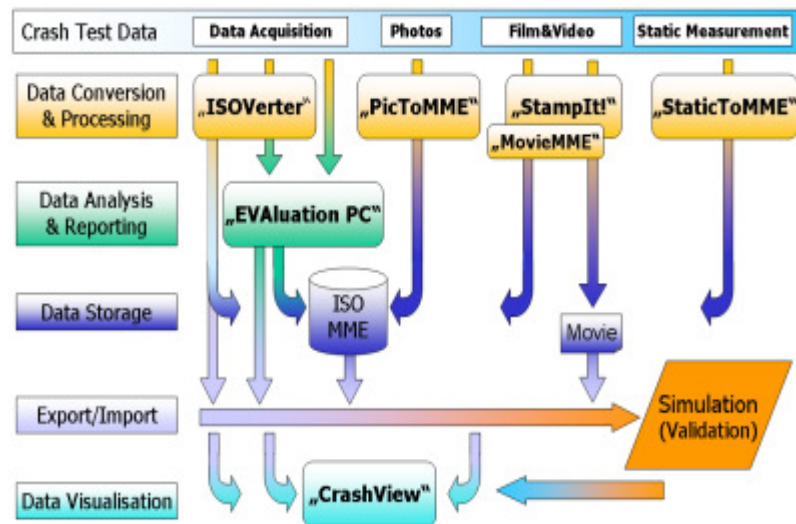 Crash Test Data
Data Acquisition
Photos
Film&Video
Static Measurement
Data Conversion
& Processing
„ISOVerter“
„PicToMME“
„StampIt!“
„MovieMME“
„StaticToMME“
Data Analysis
& Reporting
„EVAluation PC“
Data Storage
ISO
MME
Movie
Export/Import
Simulation
(Validation)
Data Visualisation
„CrashView“